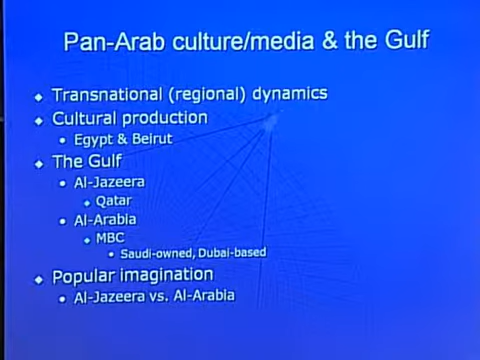 Pan-Arab culture/media & the Gulf
Transnational (regional) dynamics
Cultural production
Egypt & Beirut
The Gulf
Al-Jazeera
Qatar
Al-Arabia
MBC
Saudi-owned, Dubai-based
Popular imagination
Al-Jazeera vs. Al-Arabia